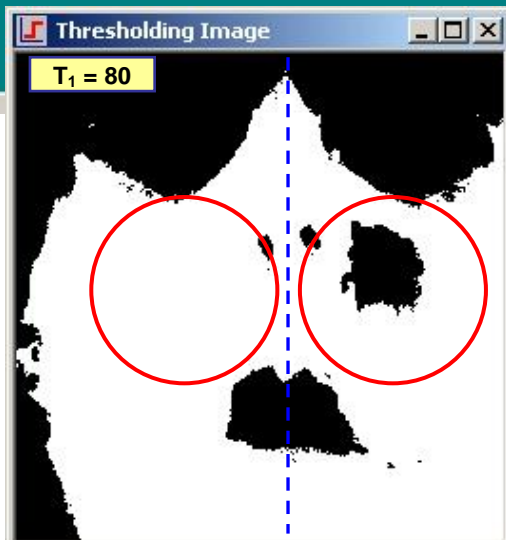 Thresholding Image
T₁ = 80